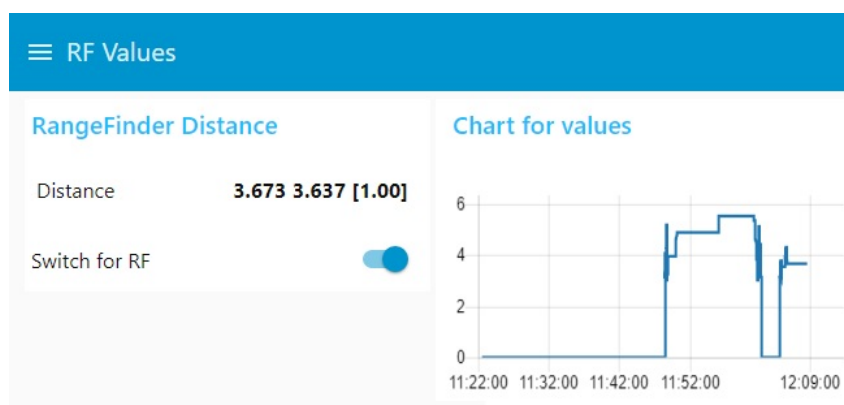 RF Values
RangeFinder Distance
Distance 3.673 3.637 [1.00]
Switch for RF
Chart for values
6
4
2
0
11:22:00 11:32:00 11:42:00 11:52:00 12:09:00